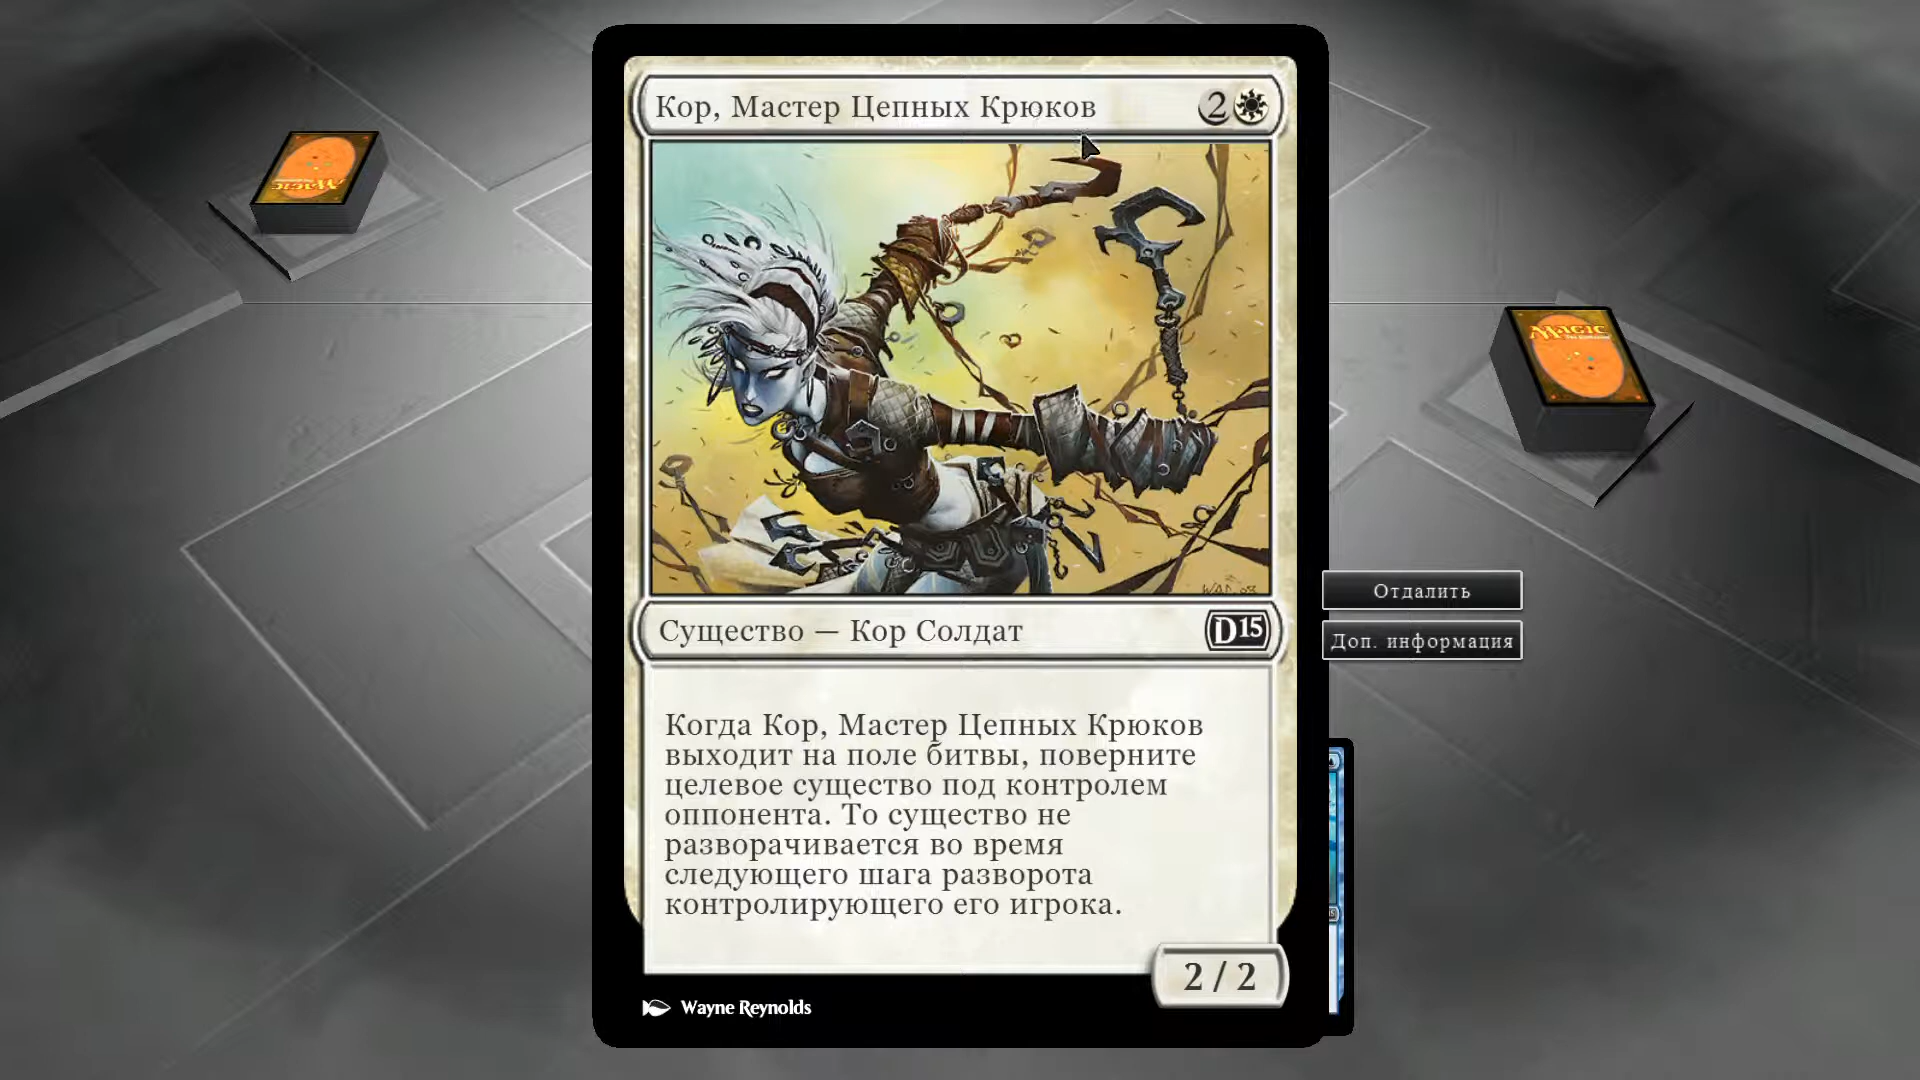 Кор, Мастер Цепных Крюков
2
MAGIC
MAGIC
Отдалить
Существо — Кор Солдат
D15
Доп. информация
Когда Кор, Мастер Цепных Крюков
выходит на поле битвы, поверните
целевое существо под контролем
оппонента. То существо не
разворачивается во время
следующего шага разворота
контролирующего его игрока.
2 / 2
Wayne Reynolds